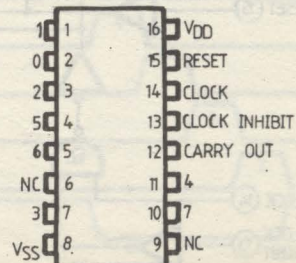 1 1 16 VDD
0 2 15 RESET
2 3 14 CLOCK
5 4 13 CLOCK INHIBIT
6 5 12 CARRY OUT
NC 6 11 4
3 7 10 7
VSS 8 9 NC